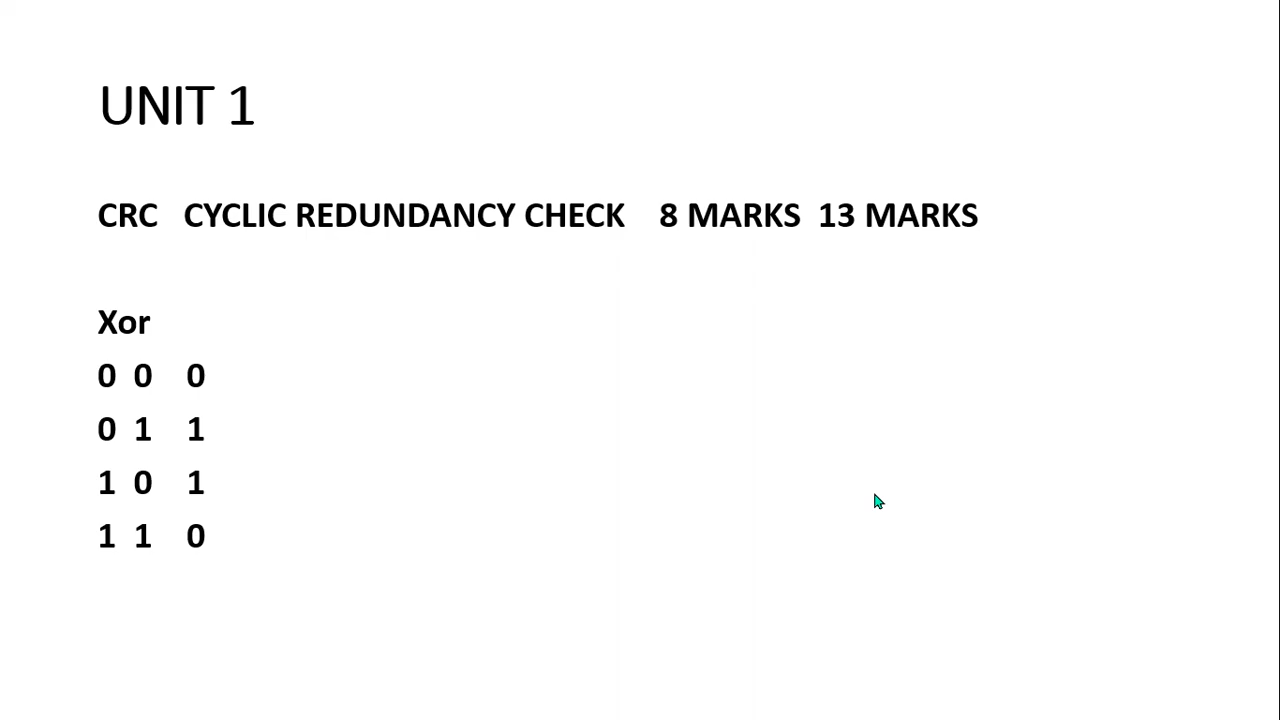 UNIT 1
CRC CYCLIC REDUNDANCY CHECK 8 MARKS 13 MARKS
Xor
0 0 0
0 1 1
1 0 1
1 1 0